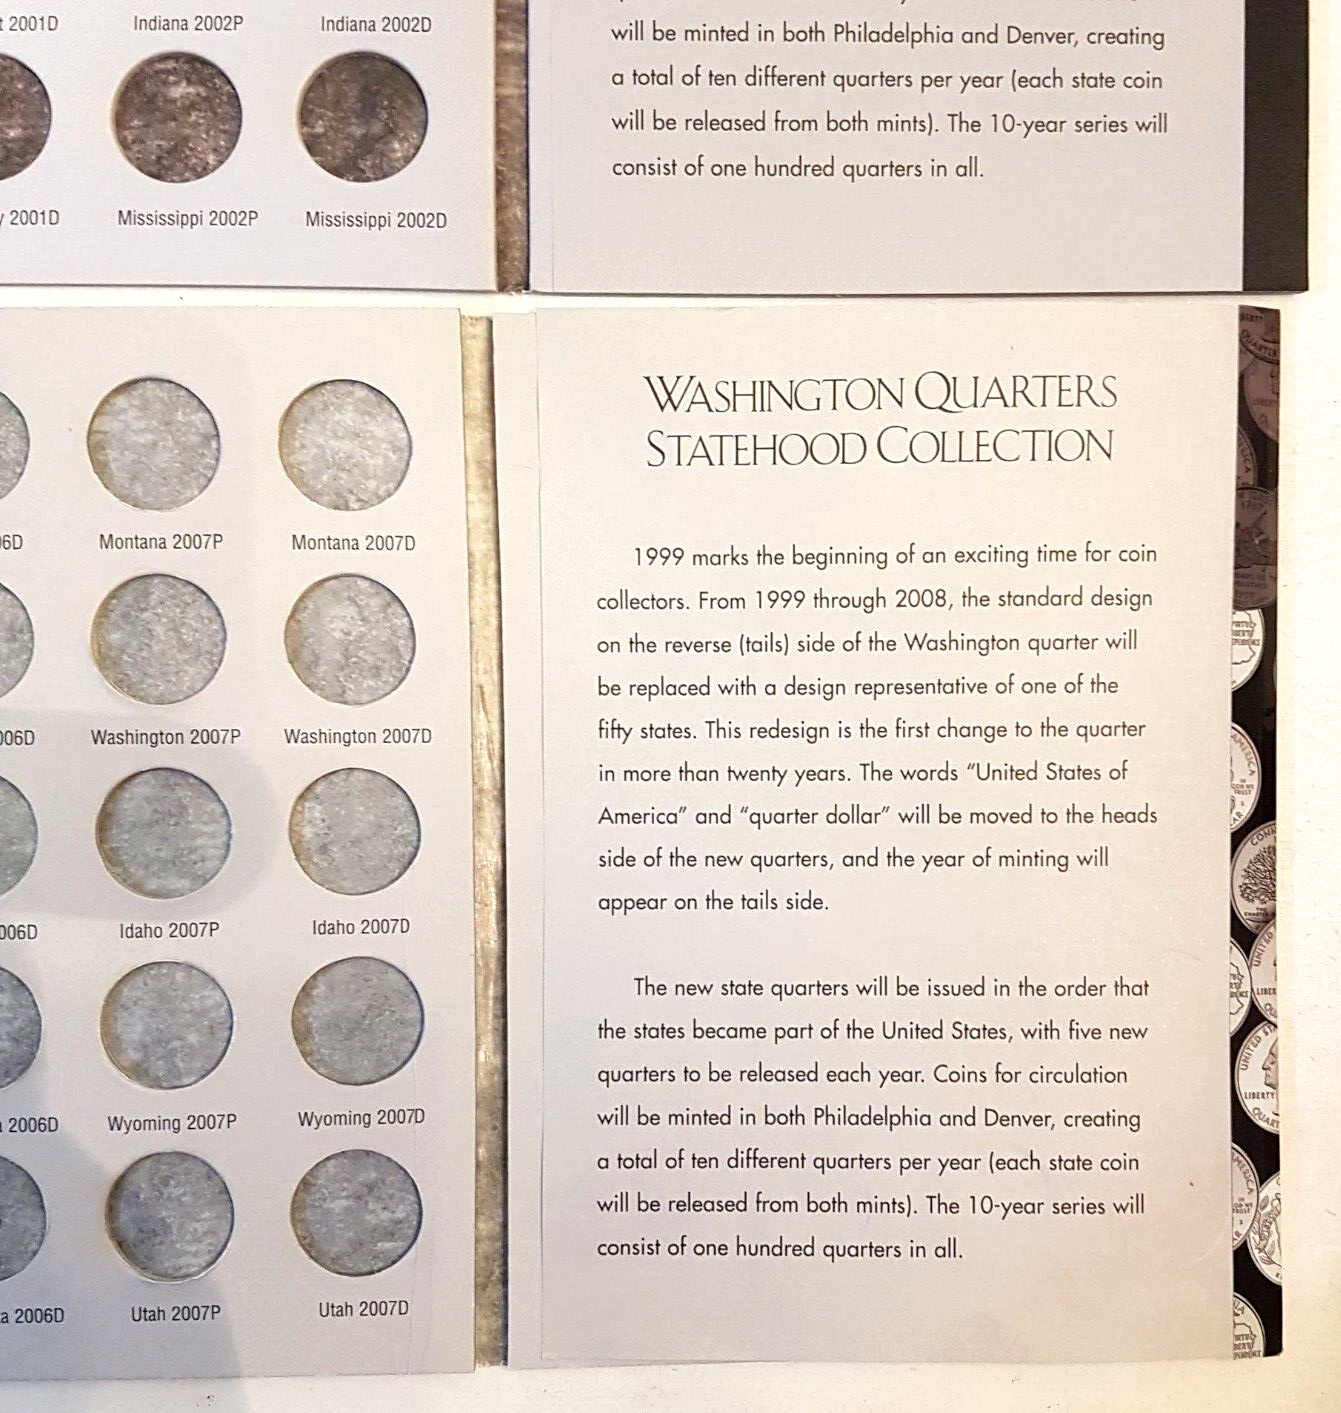 2001D Indiana 2002P Indiana 2002D
2001D Mississippi 2002P Mississippi 2002D
will be minted in both Philadelphia and Denver, creating
a total of ten different quarters per year (each state coin
will be released from both mints). The 10-year series will
consist of one hundred quarters in all.
Montana 2007P Montana 2007D
Washington 2007P Washington 2007D
Idaho 2007P Idaho 2007D
2006D Wyoming 2007P Wyoming 2007D
2006D Utah 2007P Utah 2007D
WASHINGTON QUARTERS
STATEHOOD COLLECTION
1999 marks the beginning of an exciting time for coin
collectors. From 1999 through 2008, the standard design
on the reverse (tails) side of the Washington quarter will
be replaced with a design representative of one of the
fifty states. This redesign is the first change to the quarter
in more than twenty years. The words “United States of
America” and “quarter dollar” will be moved to the heads
side of the new quarters, and the year of minting will
appear on the tails side.
The new state quarters will be issued in the order that
the states became part of the United States, with five new
quarters to be released each year. Coins for circulation
will be minted in both Philadelphia and Denver, creating
a total of ten different quarters per year (each state coin
will be released from both mints). The 10-year series will
consist of one hundred quarters in all.
LIBERTY